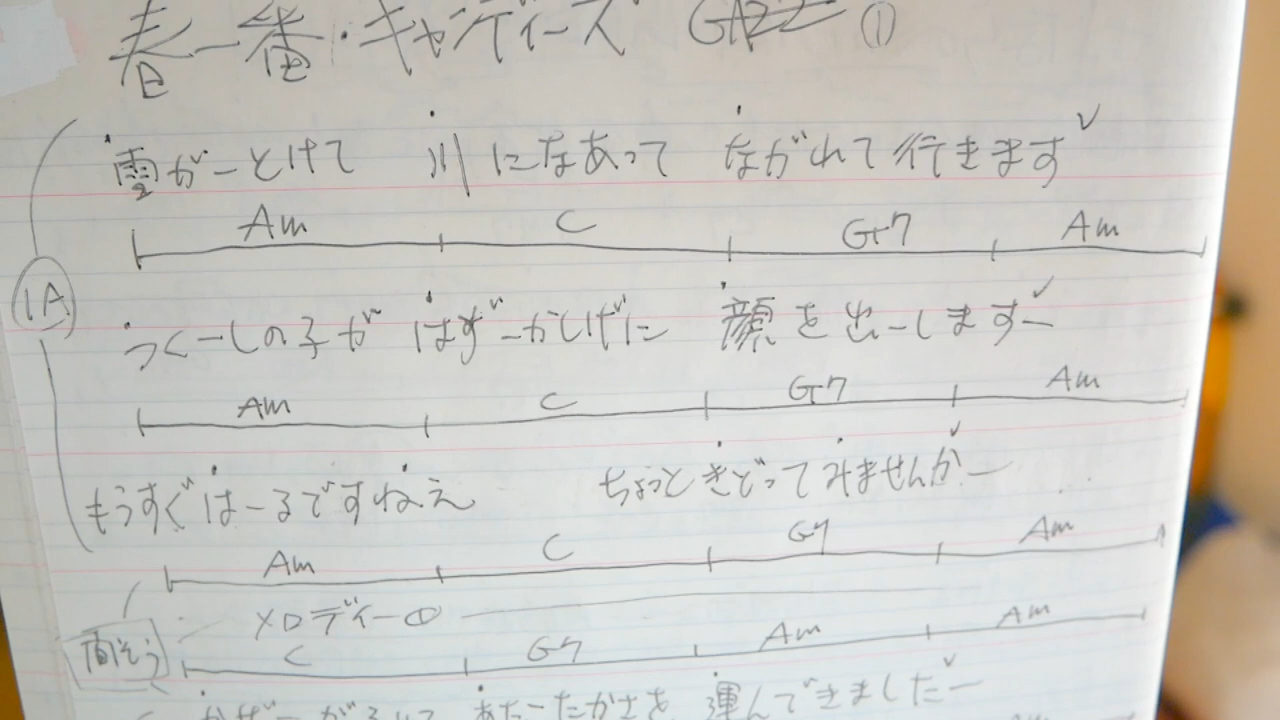 春一番・キャンディーズ ①
雪がーとけて 川になあって ながれて行きます
Am C G7 Am
1A
つくーしの子が はずーかしげに 顔を出ーしますー
Am C G7 Am
もうすぐはーるですねえ ちょっときどってみませんかー
Am C G7 Am
メロディー①
間そう
C G7 Am Am
かぜー あたーたかさを 運んできましたー
Am